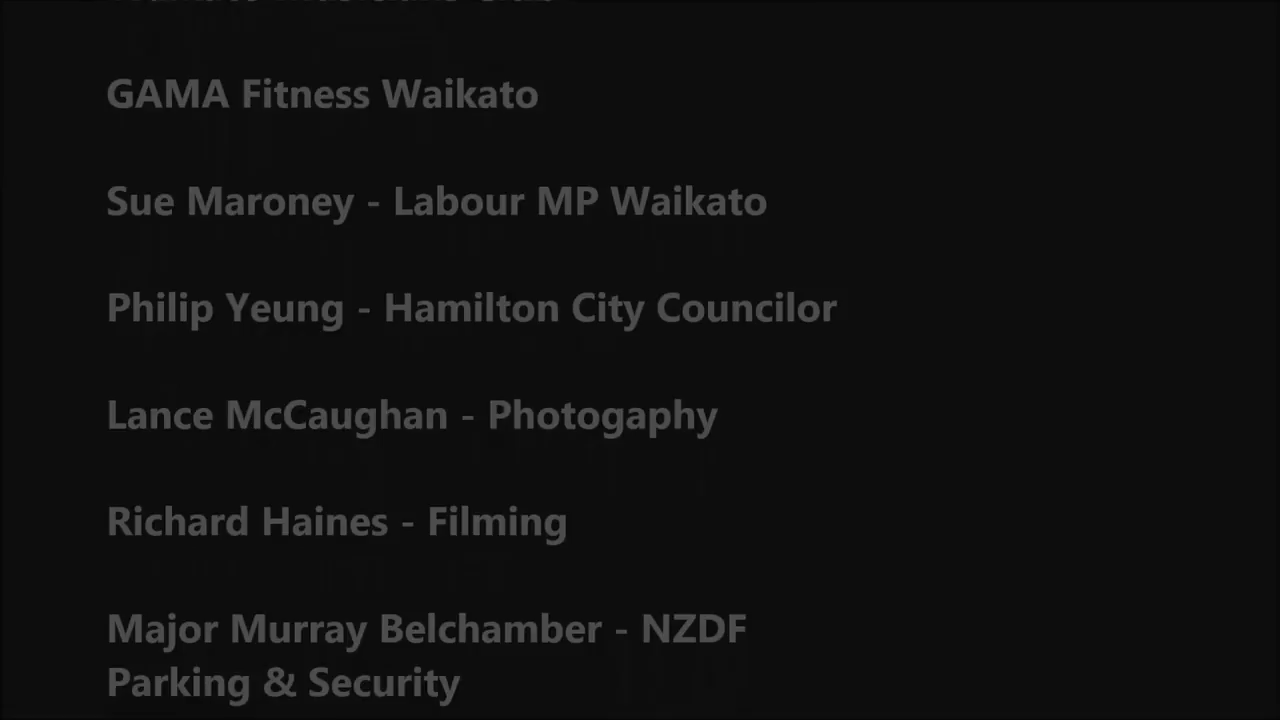 GAMA Fitness Waikato
Sue Maroney - Labour MP Waikato
Philip Yeung - Hamilton City Councilor
Lance McCaughan - Photogaphy
Richard Haines - Filming
Major Murray Belchamber - NZDF
Parking & Security